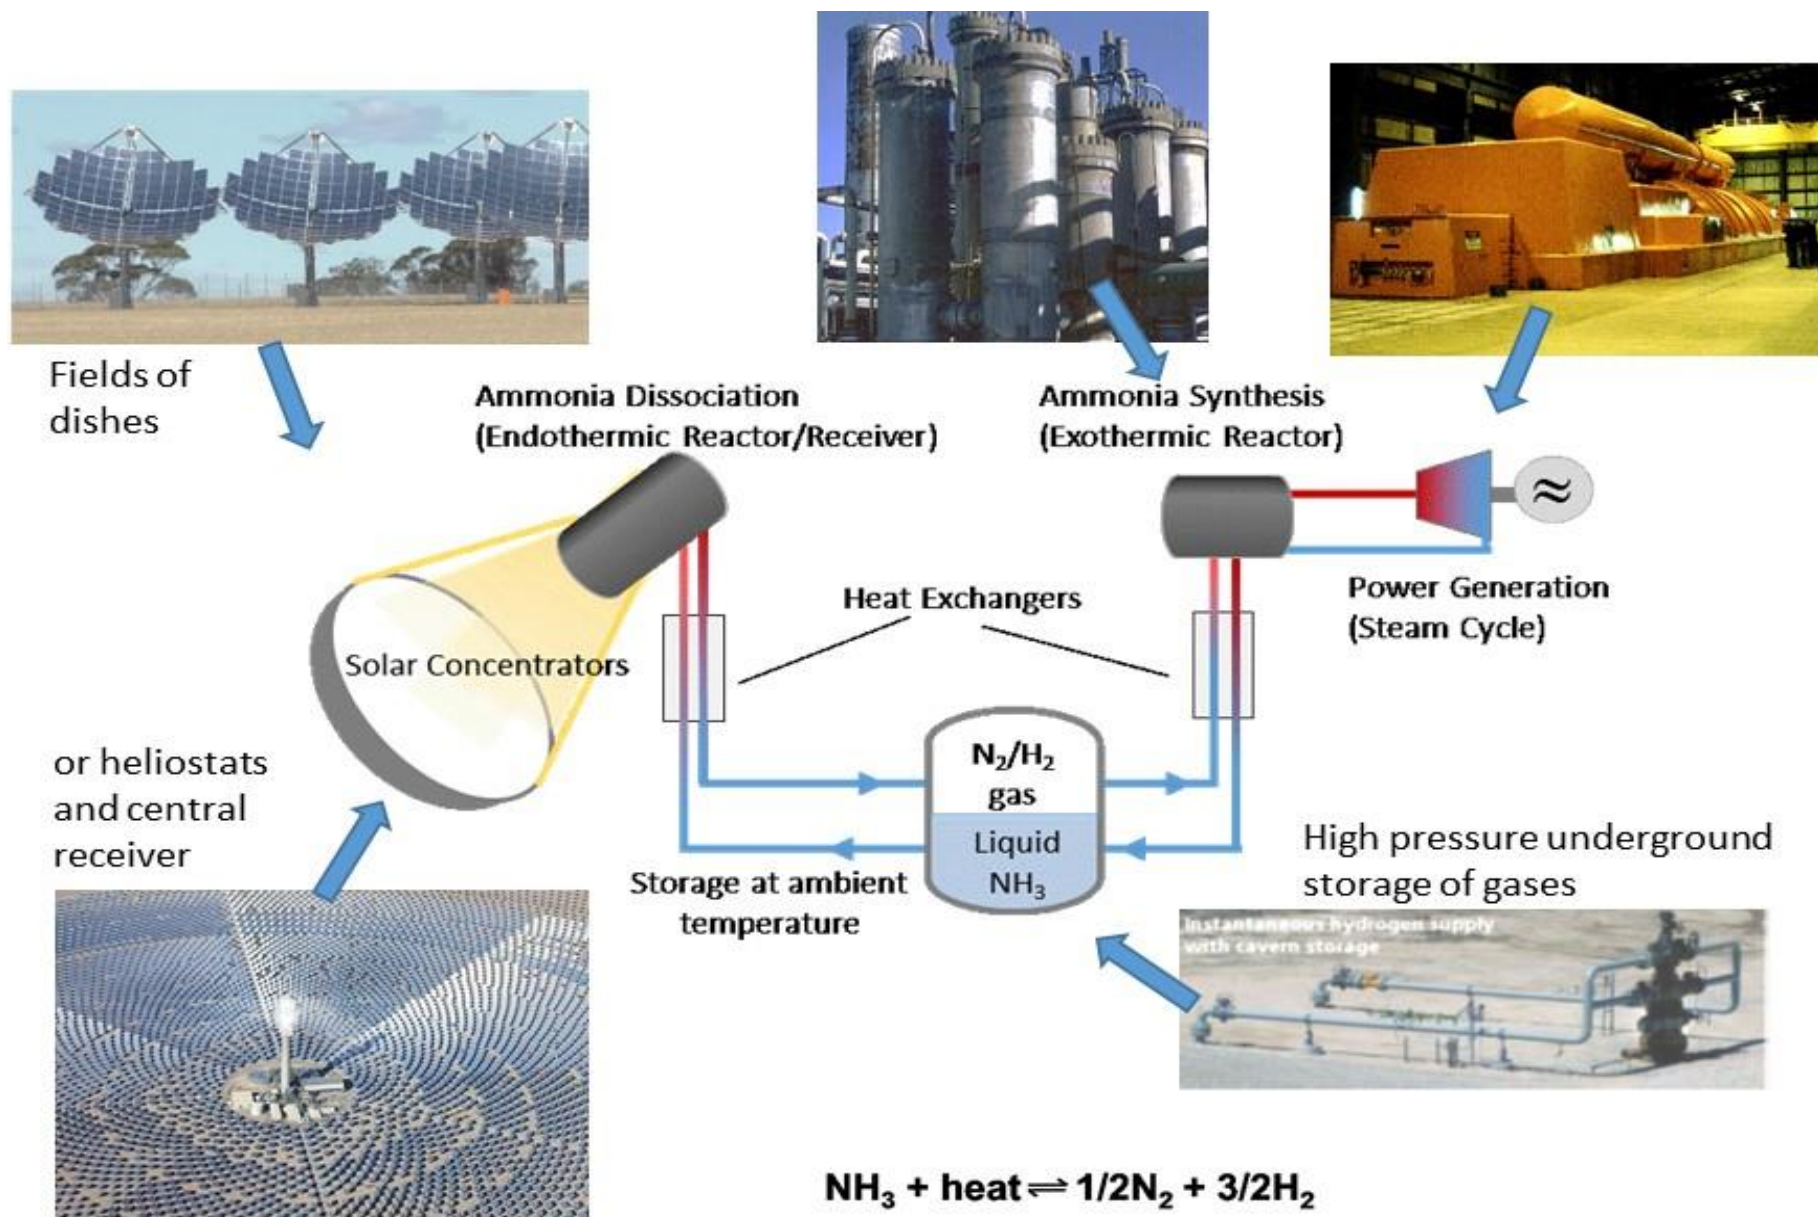 Fields of
dishes
Ammonia Dissociation
(Endothermic Reactor/Receiver)
Ammonia Synthesis
(Exothermic Reactor)
≈
Heat Exchangers
Power Generation
(Steam Cycle)
Solar Concentrators
or heliostats
and central
receiver
N₂/H₂
gas
Liquid
NH₃
Storage at ambient
temperature
High pressure underground
storage of gases
Instantaneous hydrogen supply
with cavern storage
NH₃ + heat ⇌ 1/2N₂ + 3/2H₂